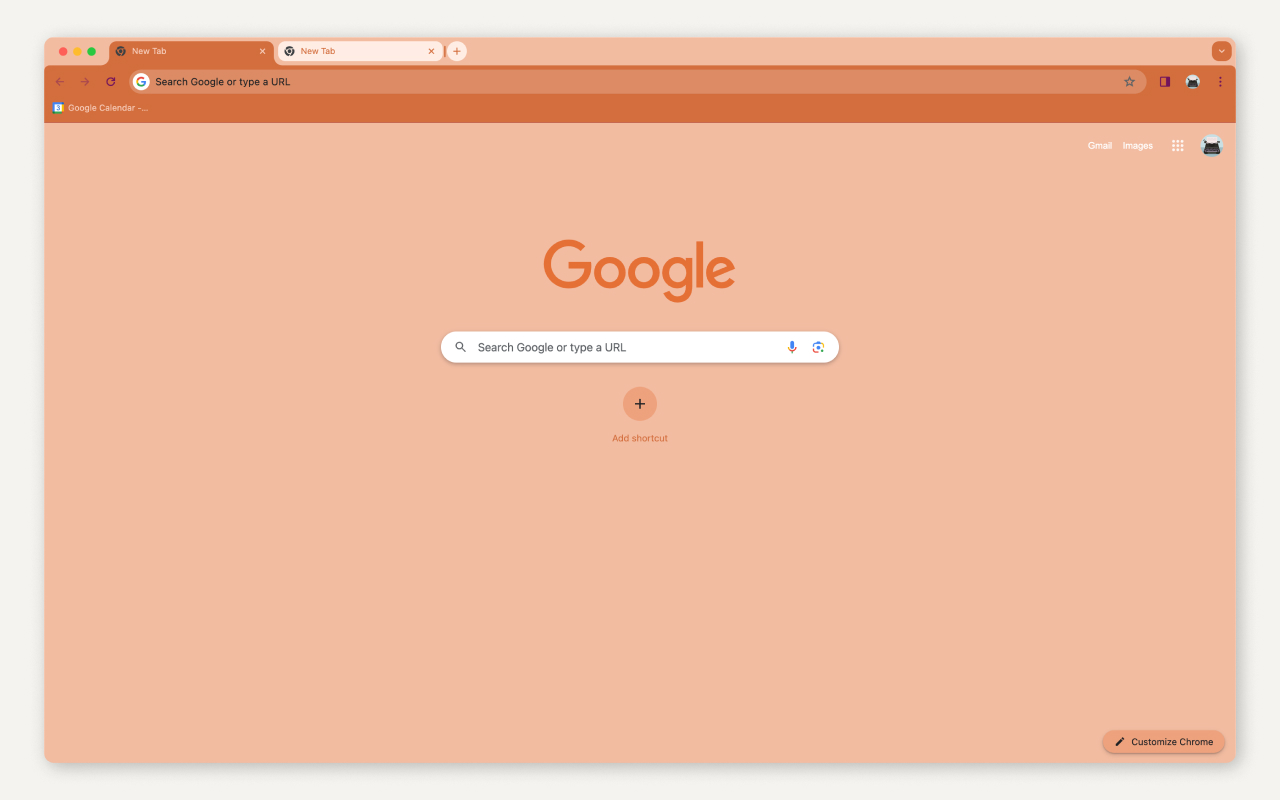 New Tab
New Tab
Search Google or type a URL
3 Google Calendar -...
Gmail Images
Google
Search Google or type a URL
Add shortcut
Customize Chrome